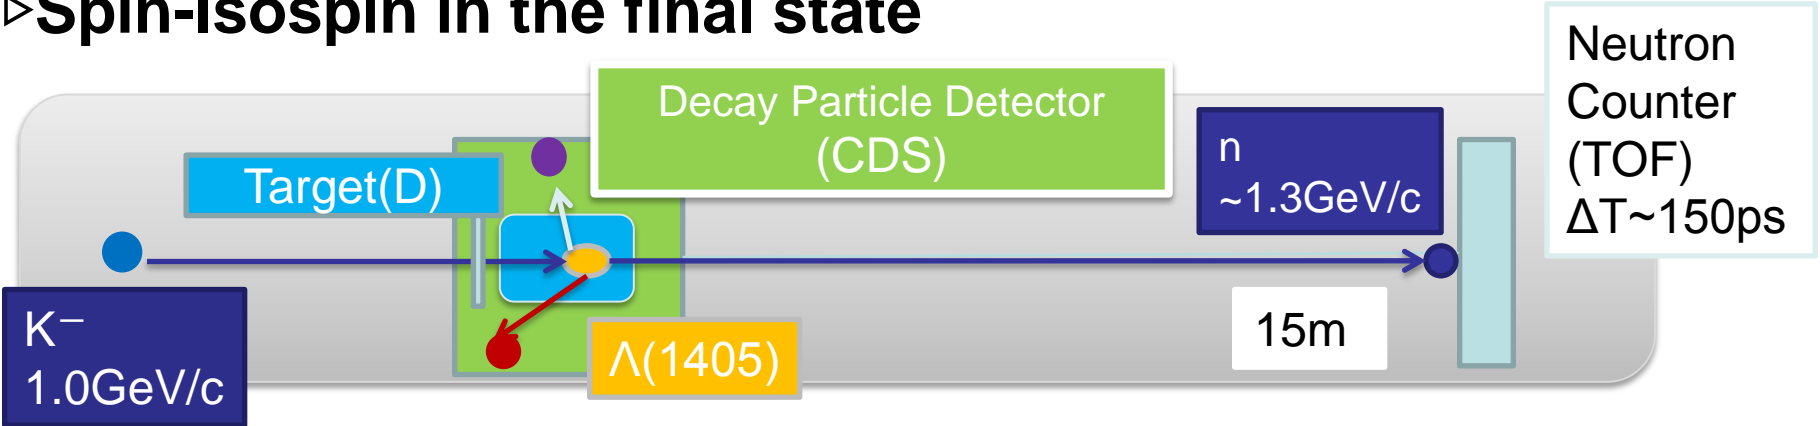 ▷Spin-isospin in the final state
Neutron
Counter
(TOF)
ΔT~150ps
Decay Particle Detector
(CDS)
n
~1.3GeV/c
Target(D)
K⁻
1.0GeV/c
Λ(1405)
15m